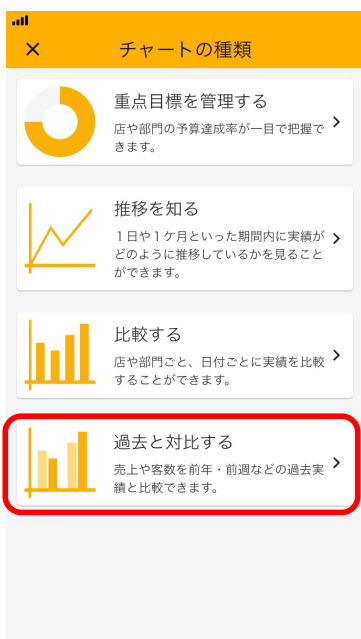 チャートの種類
重点目標を管理する
店や部門の予算達成率が一目で把握で
きます。
推移を知る
１日や１ケ月といった期間内に実績が
どのように推移しているかを見ること
ができます。
比較する
店や部門ごと、日付ごとに実績を比較
することができます。
過去と対比する
売上や客数を前年・前週などの過去実
績と比較できます。